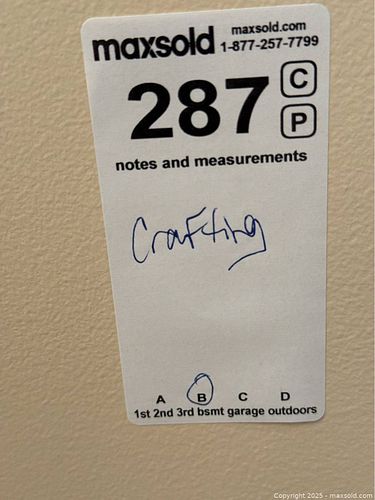 maxsold
maxsold.com
1-877-257-7799
287
C
P
notes and measurements
Crafting
A B C D
1st 2nd 3rd bsmt garage outdoors
Copyright 2025 - maxsold.com